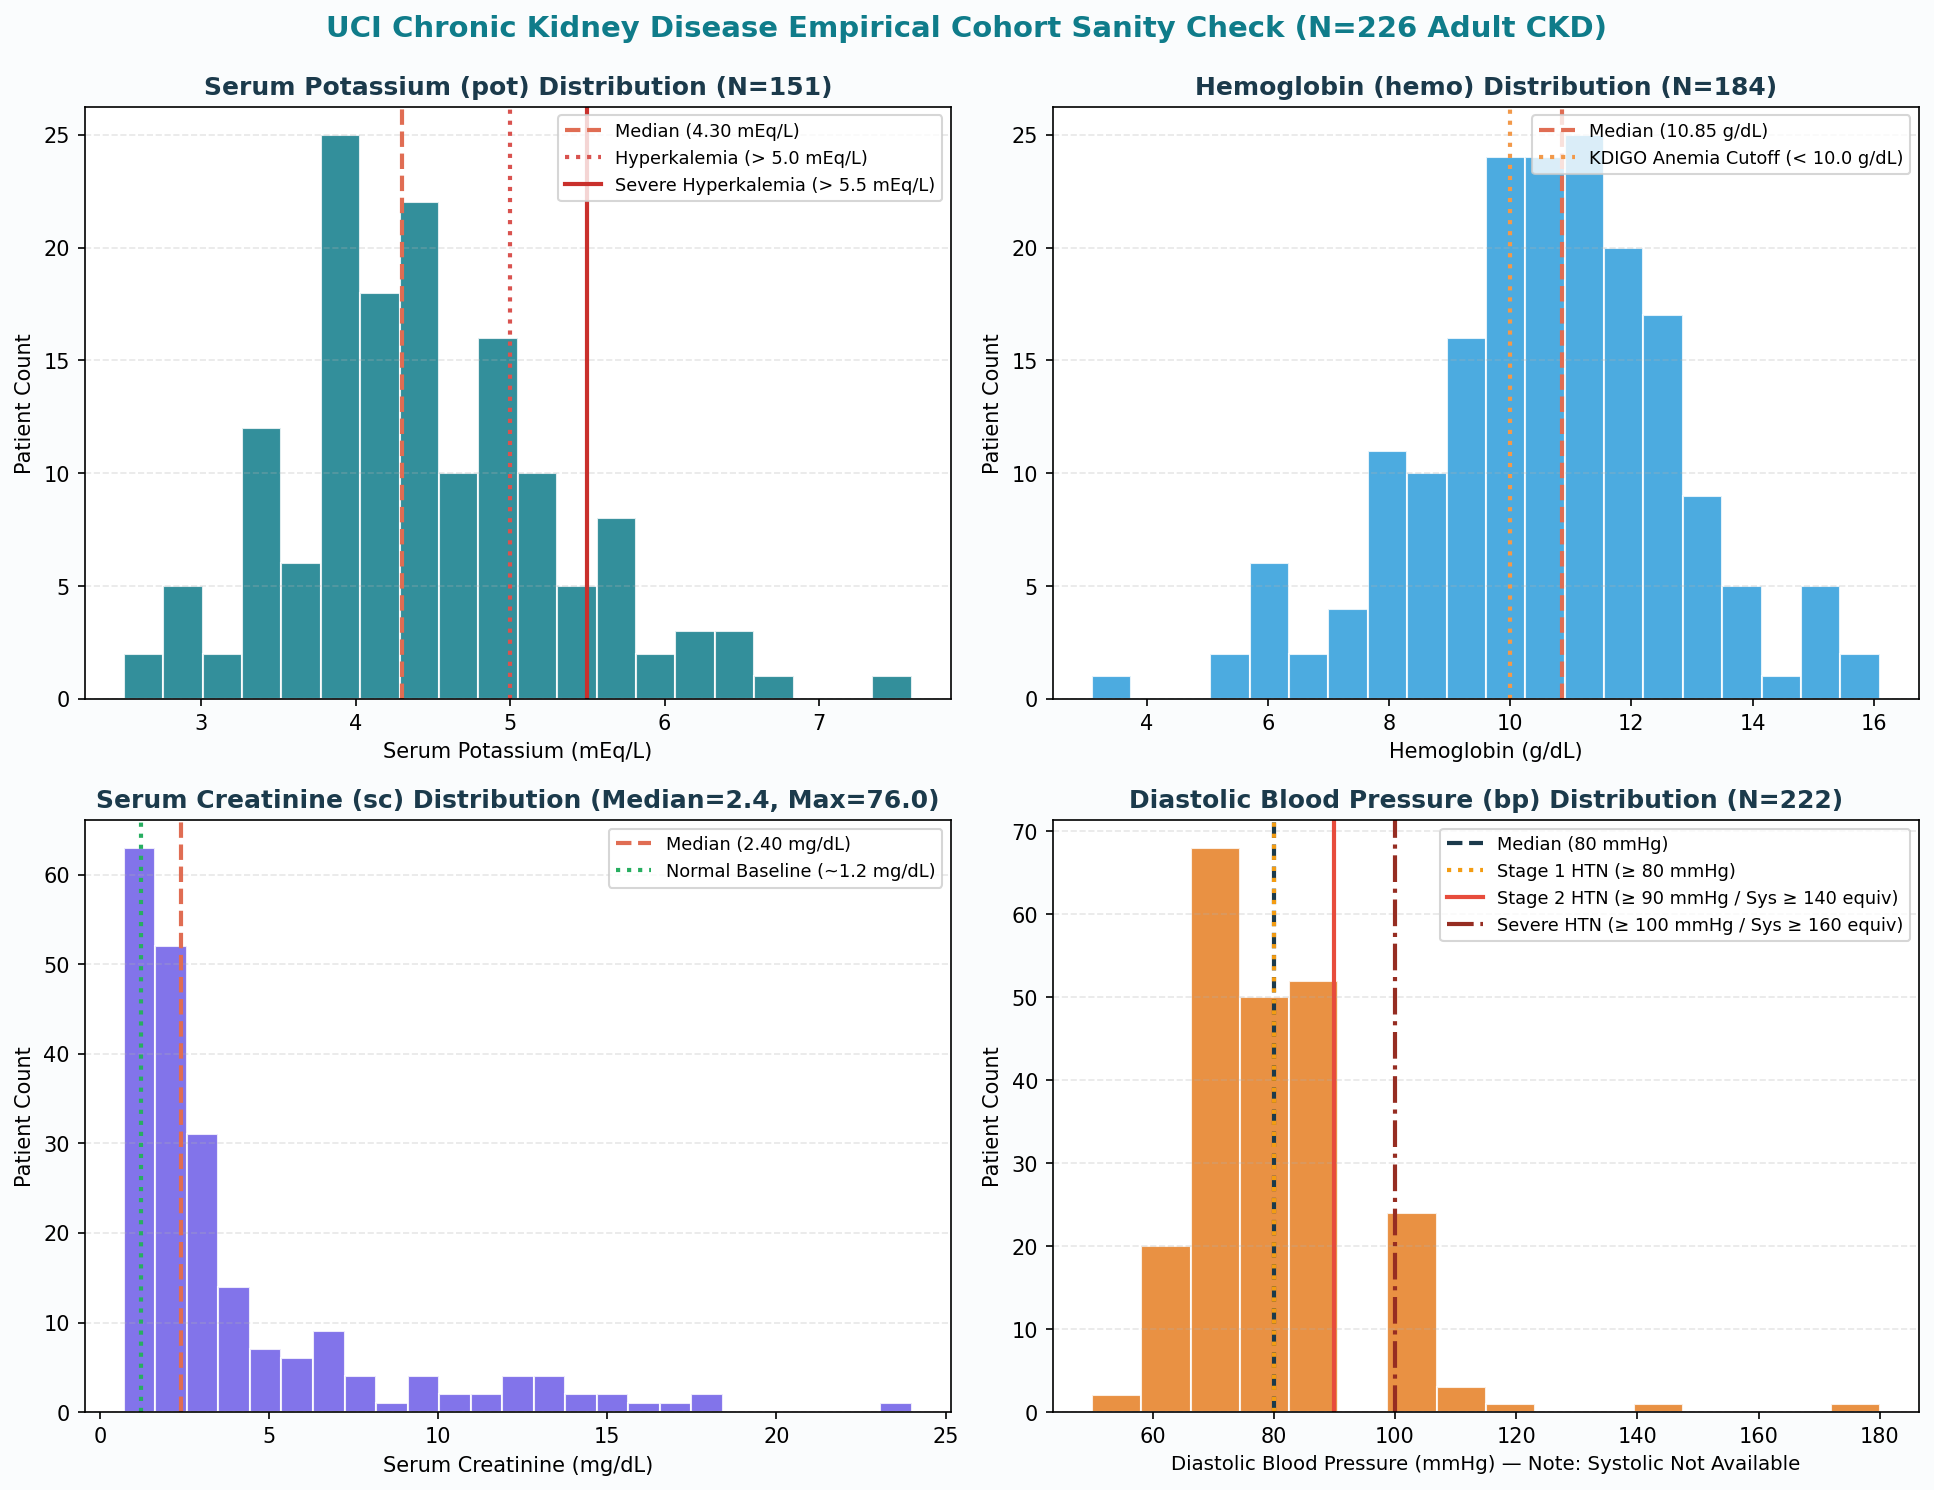 UCI Chronic Kidney Disease Empirical Cohort Sanity Check (N=226 Adult CKD)
Serum Potassium (pot) Distribution (N=151)
Median (4.30 mEq/L)
Hyperkalemia (> 5.0 mEq/L)
Severe Hyperkalemia (> 5.5 mEq/L)
Patient Count
25
20
15
10
5
0
3 4 5 6 7
Serum Potassium (mEq/L)
Hemoglobin (hemo) Distribution (N=184)
Median (10.85 g/dL)
KDIGO Anemia Cutoff (< 10.0 g/dL)
Patient Count
25
20
15
10
5
0
4 6 8 10 12 14 16
Hemoglobin (g/dL)
Serum Creatinine (sc) Distribution (Median=2.4, Max=76.0)
Median (2.40 mg/dL)
Normal Baseline (~1.2 mg/dL)
Patient Count
60
50
40
30
20
10
0
0 5 10 15 20 25
Serum Creatinine (mg/dL)
Diastolic Blood Pressure (bp) Distribution (N=222)
Median (80 mmHg)
Stage 1 HTN (≥ 80 mmHg)
Stage 2 HTN (≥ 90 mmHg / Sys ≥ 140 equiv)
Severe HTN (≥ 100 mmHg / Sys ≥ 160 equiv)
Patient Count
70
60
50
40
30
20
10
0
60 80 100 120 140 160 180
Diastolic Blood Pressure (mmHg) — Note: Systolic Not Available